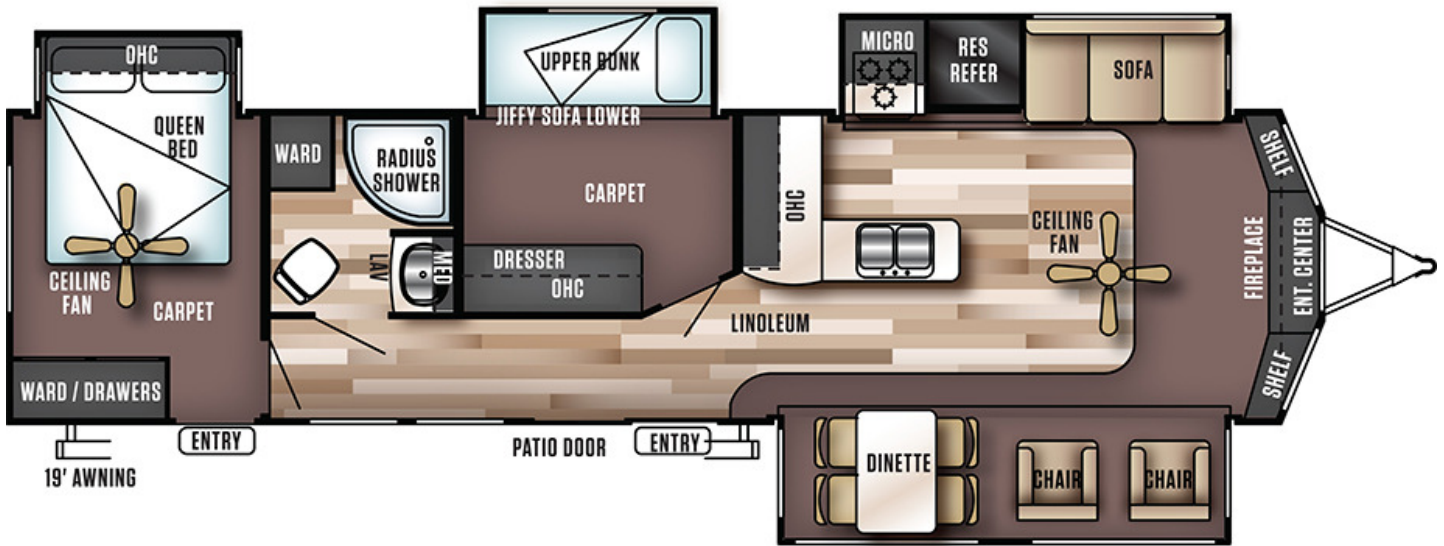 OHC
QUEEN
BED
CEILING
FAN
CARPET
WARD / DRAWERS
ENTRY
19' AWNING
WARD
RADIUS
SHOWER
MED
LAV
UPPER BUNK
JIFFY SOFA LOWER
CARPET
DRESSER
OHC
LINOLEUM
PATIO DOOR
ENTRY
MICRO
RES
REFER
SOFA
OHC
CEILING
FAN
DINETTE
CHAIR
CHAIR
SHELF
FIREPLACE
ENT. CENTER
SHELF